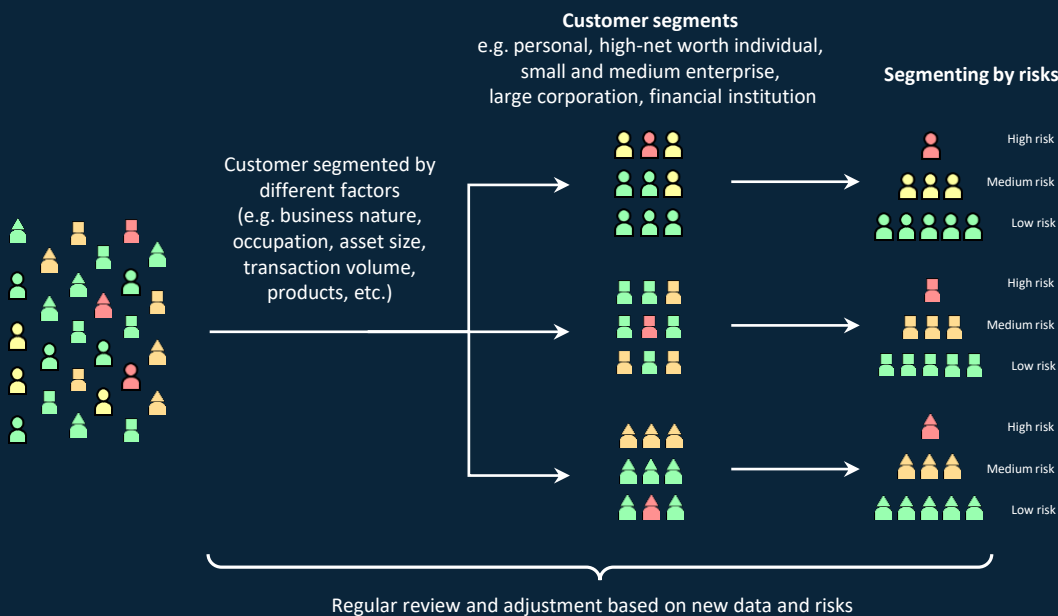 Customer segments
e.g. personal, high-net worth individual,
small and medium enterprise,
large corporation, financial institution
Segmenting by risks
Customer segmented by
different factors
(e.g. business nature,
occupation, asset size,
transaction volume,
products, etc.)
High risk
Medium risk
Low risk
High risk
Medium risk
Low risk
High risk
Medium risk
Low risk
Regular review and adjustment based on new data and risks